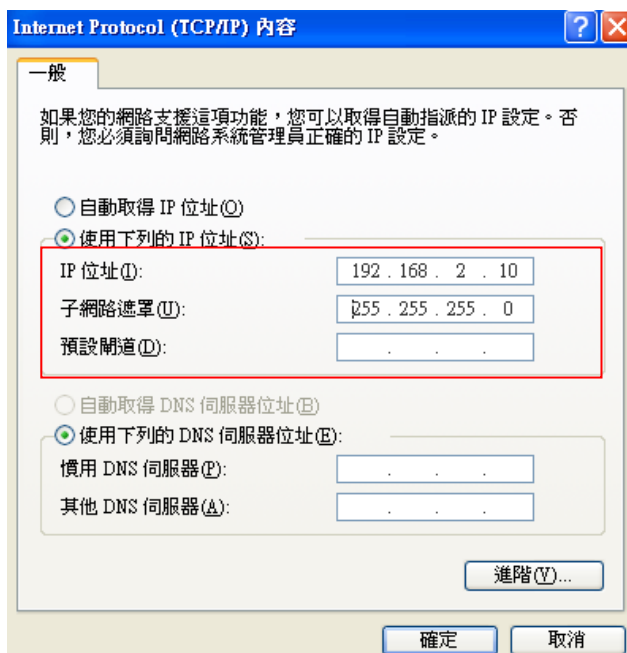 Internet Protocol (TCP/IP) 內容
一般
如果您的網路支援這項功能，您可以取得自動指派的 IP 設定。否
則，您必須詢問網路系統管理員正確的 IP 設定。
自動取得 IP 位址(O)
使用下列的 IP 位址(S):
IP 位址(I): 192 . 168 . 2 . 10
子網路遮罩(U): 255 . 255 . 255 . 0
預設閘道(D): . . .
自動取得 DNS 伺服器位址(B)
使用下列的 DNS 伺服器位址(E):
慣用 DNS 伺服器(P): . . .
其他 DNS 伺服器(A): . . .
進階(V)...
確定 取消